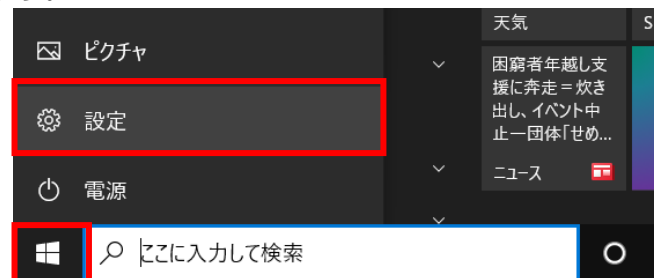 ピクチャ
設定
電源
ここに入力して検索
天気
S
困窮者年越し支
援に奔走＝炊き
出し、イベント中
止―団体「せめ...
ニュース